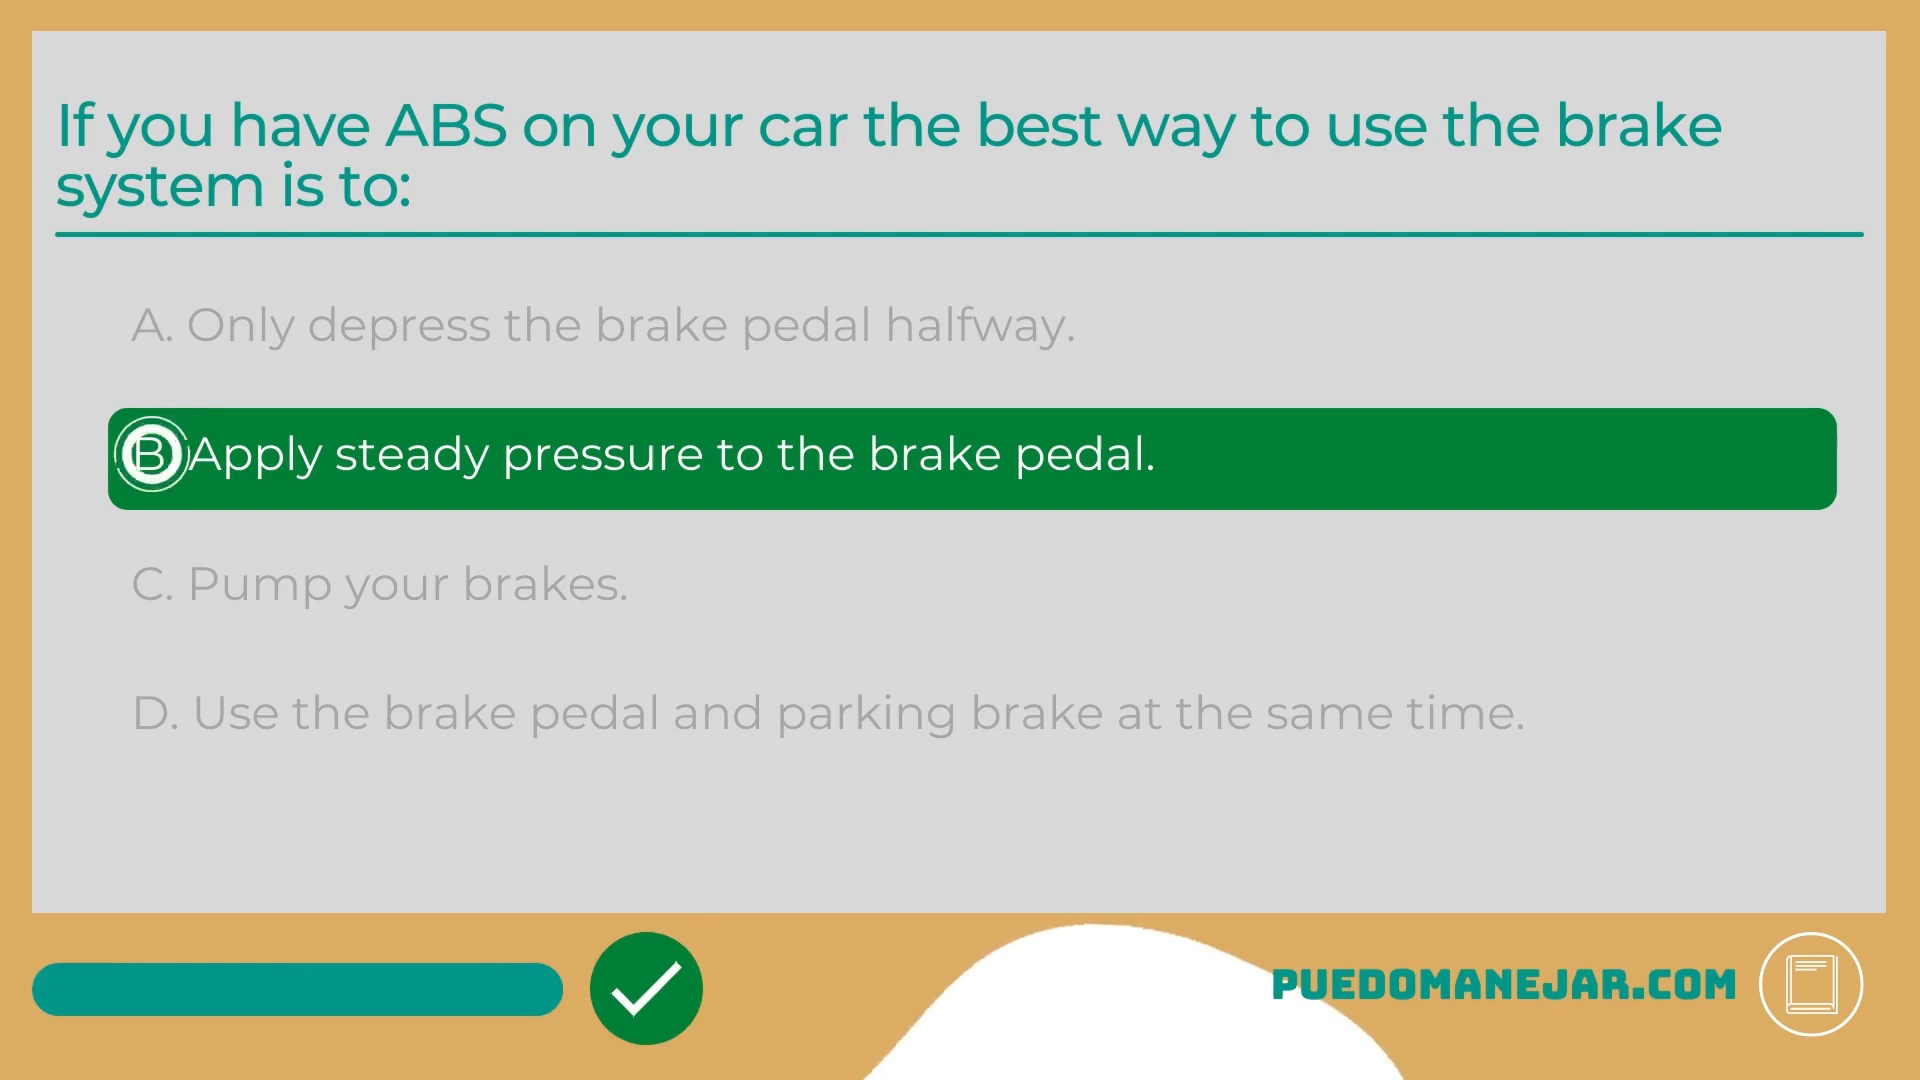 If you have ABS on your car the best way to use the brake
system is to:
A. Only depress the brake pedal halfway.
B Apply steady pressure to the brake pedal.
C. Pump your brakes.
D. Use the brake pedal and parking brake at the same time.
PUEDOMANEJAR.COM